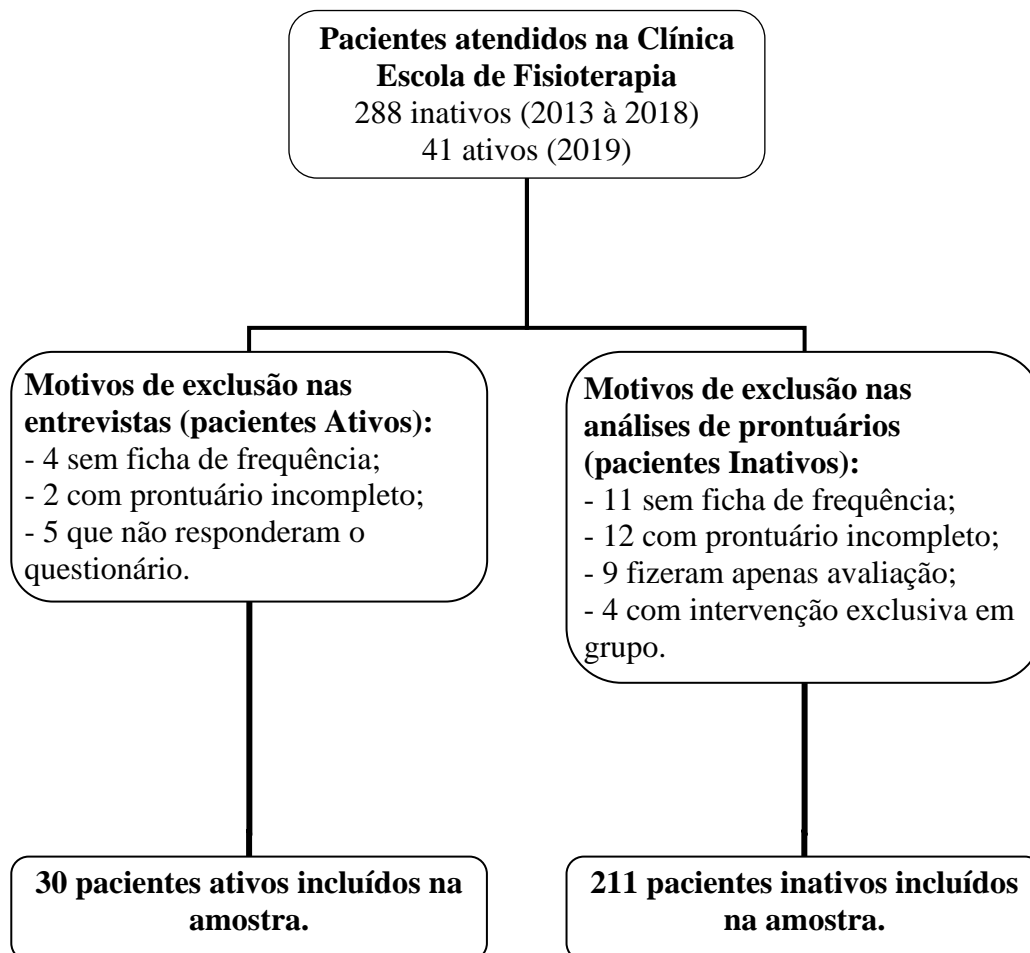 Pacientes atendidos na Clínica
Escola de Fisioterapia
288 inativos (2013 à 2018)
41 ativos (2019)
Motivos de exclusão nas
entrevistas (pacientes Ativos):
- 4 sem ficha de frequência;
- 2 com prontuário incompleto;
- 5 que não responderam o
questionário.
Motivos de exclusão nas
análises de prontuários
(pacientes Inativos):
- 11 sem ficha de frequência;
- 12 com prontuário incompleto;
- 9 fizeram apenas avaliação;
- 4 com intervenção exclusiva em
grupo.
30 pacientes ativos incluídos na
amostra.
211 pacientes inativos incluídos
na amostra.